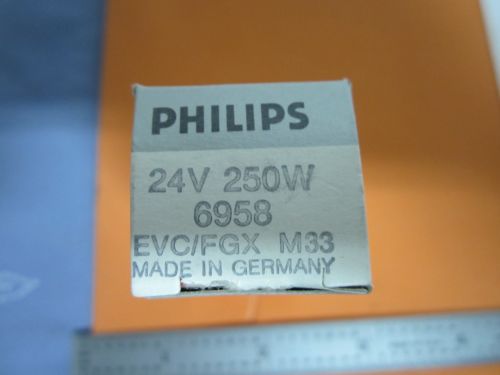 PHILIPS
24V 250W
6958
EVC/FGX M33
MADE IN GERMANY